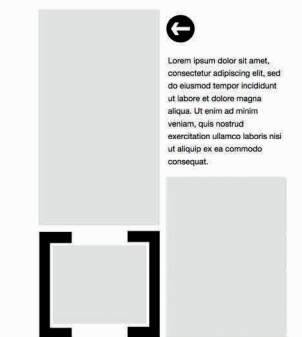 Lorem ipsum dolor sit amet,
consectetur adipiscing elit, sed
do eiusmod tempor incididunt
ut labore et dolore magna
aliqua. Ut enim ad minim
veniam, quis nostrud
exercitation ullamco laboris nisi
ut aliquip ex ea commodo
consequat.